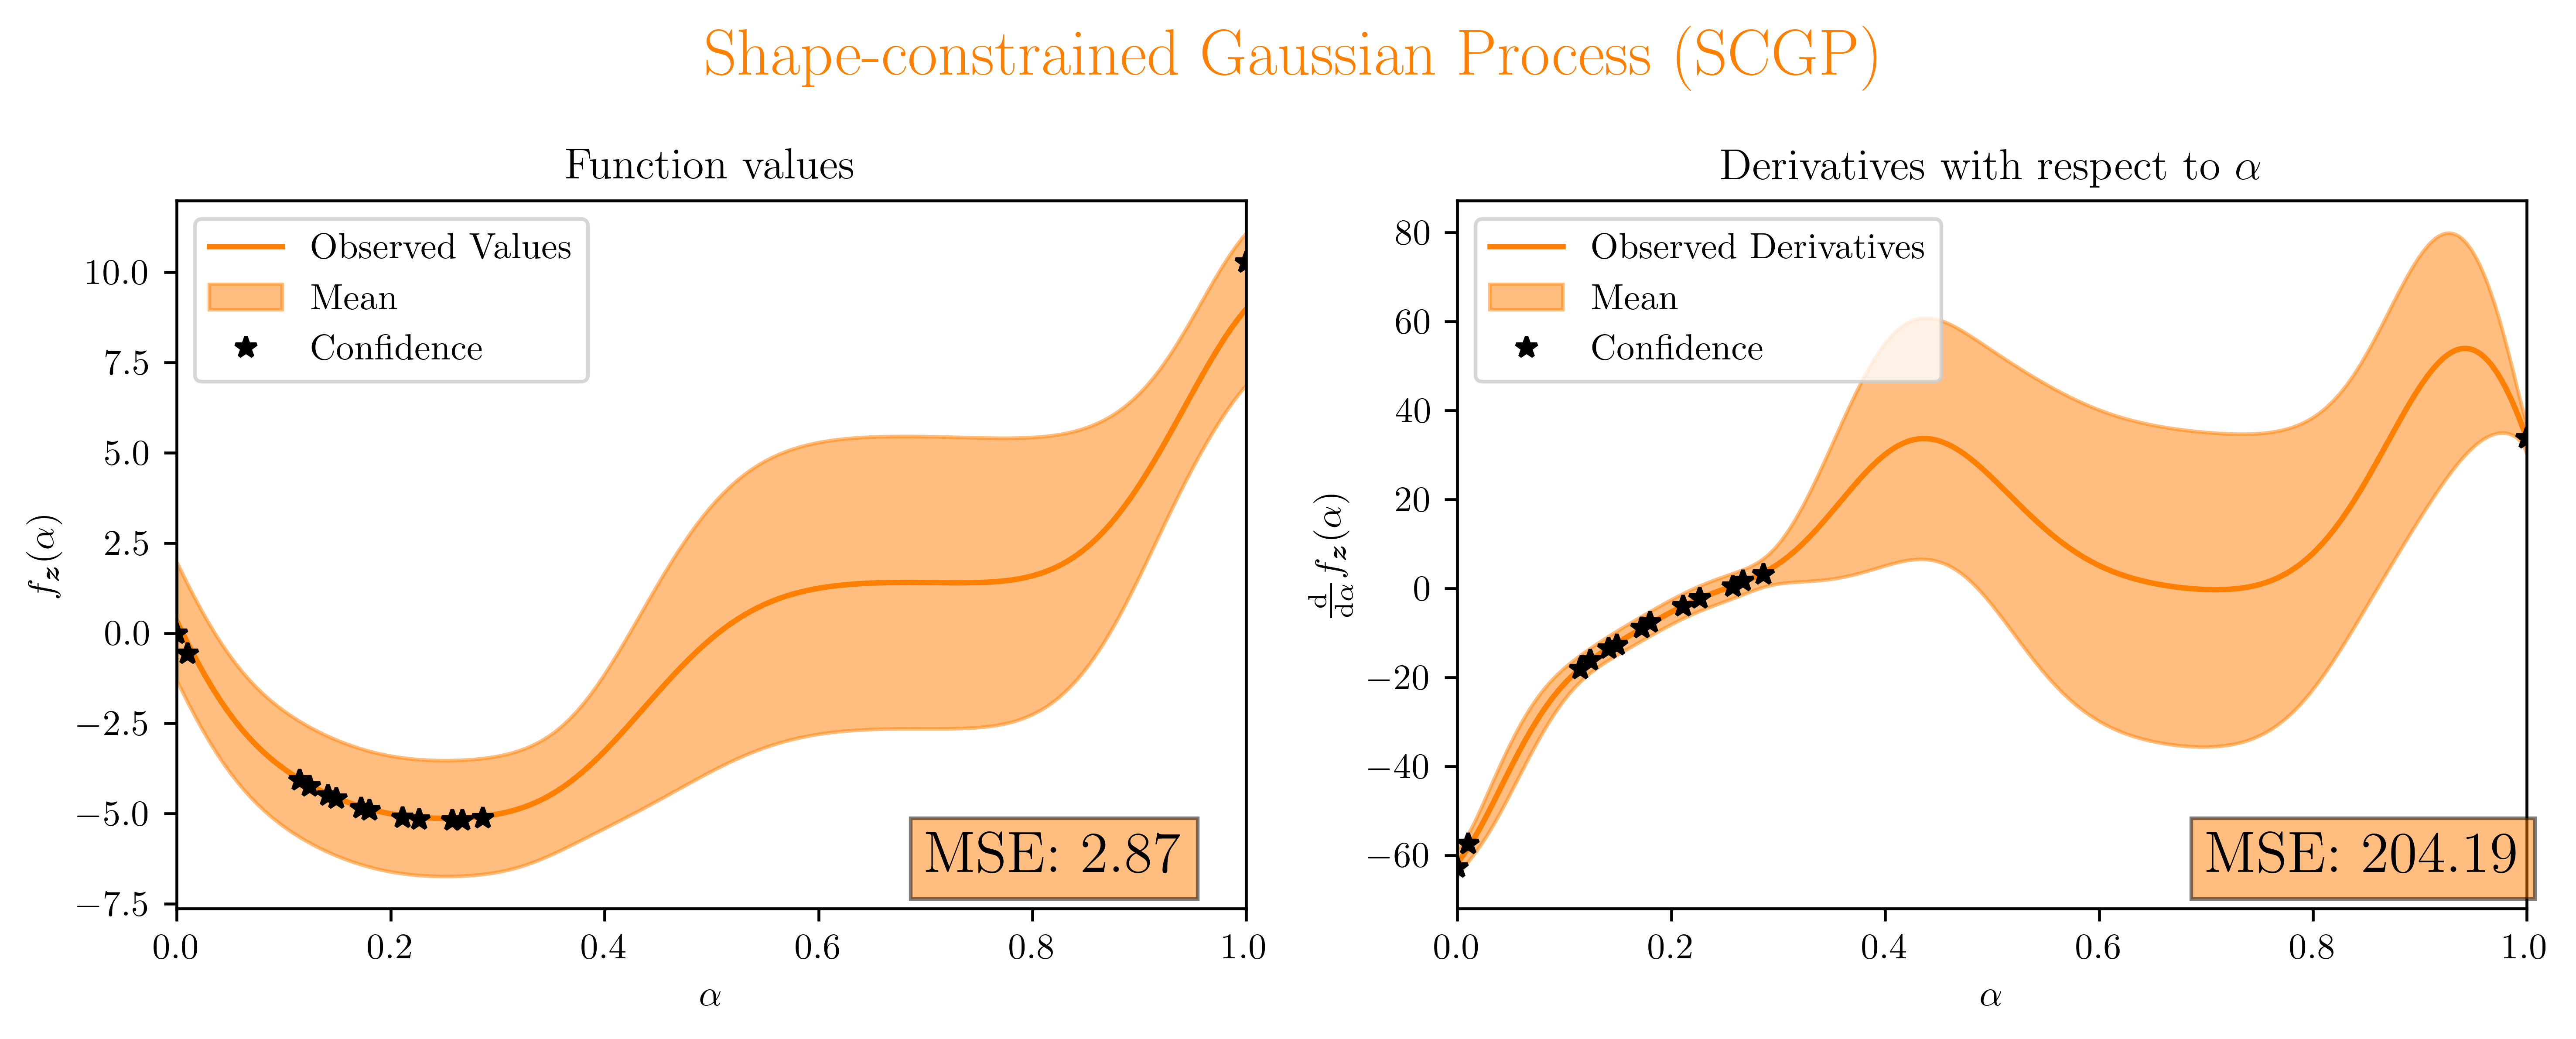 Shape-constrained Gaussian Process (SCGP)
Function values
Observed Values
Mean
Confidence
10.0
7.5
5.0
2.5
0.0
−2.5
−5.0
−7.5
f_z(α)
MSE: 2.87
0.0 0.2 0.4 0.6 0.8 1.0
α
Derivatives with respect to α
Observed Derivatives
Mean
Confidence
80
60
40
20
0
−20
−40
−60
d/dα f_z(α)
MSE: 204.19
0.0 0.2 0.4 0.6 0.8 1.0
α